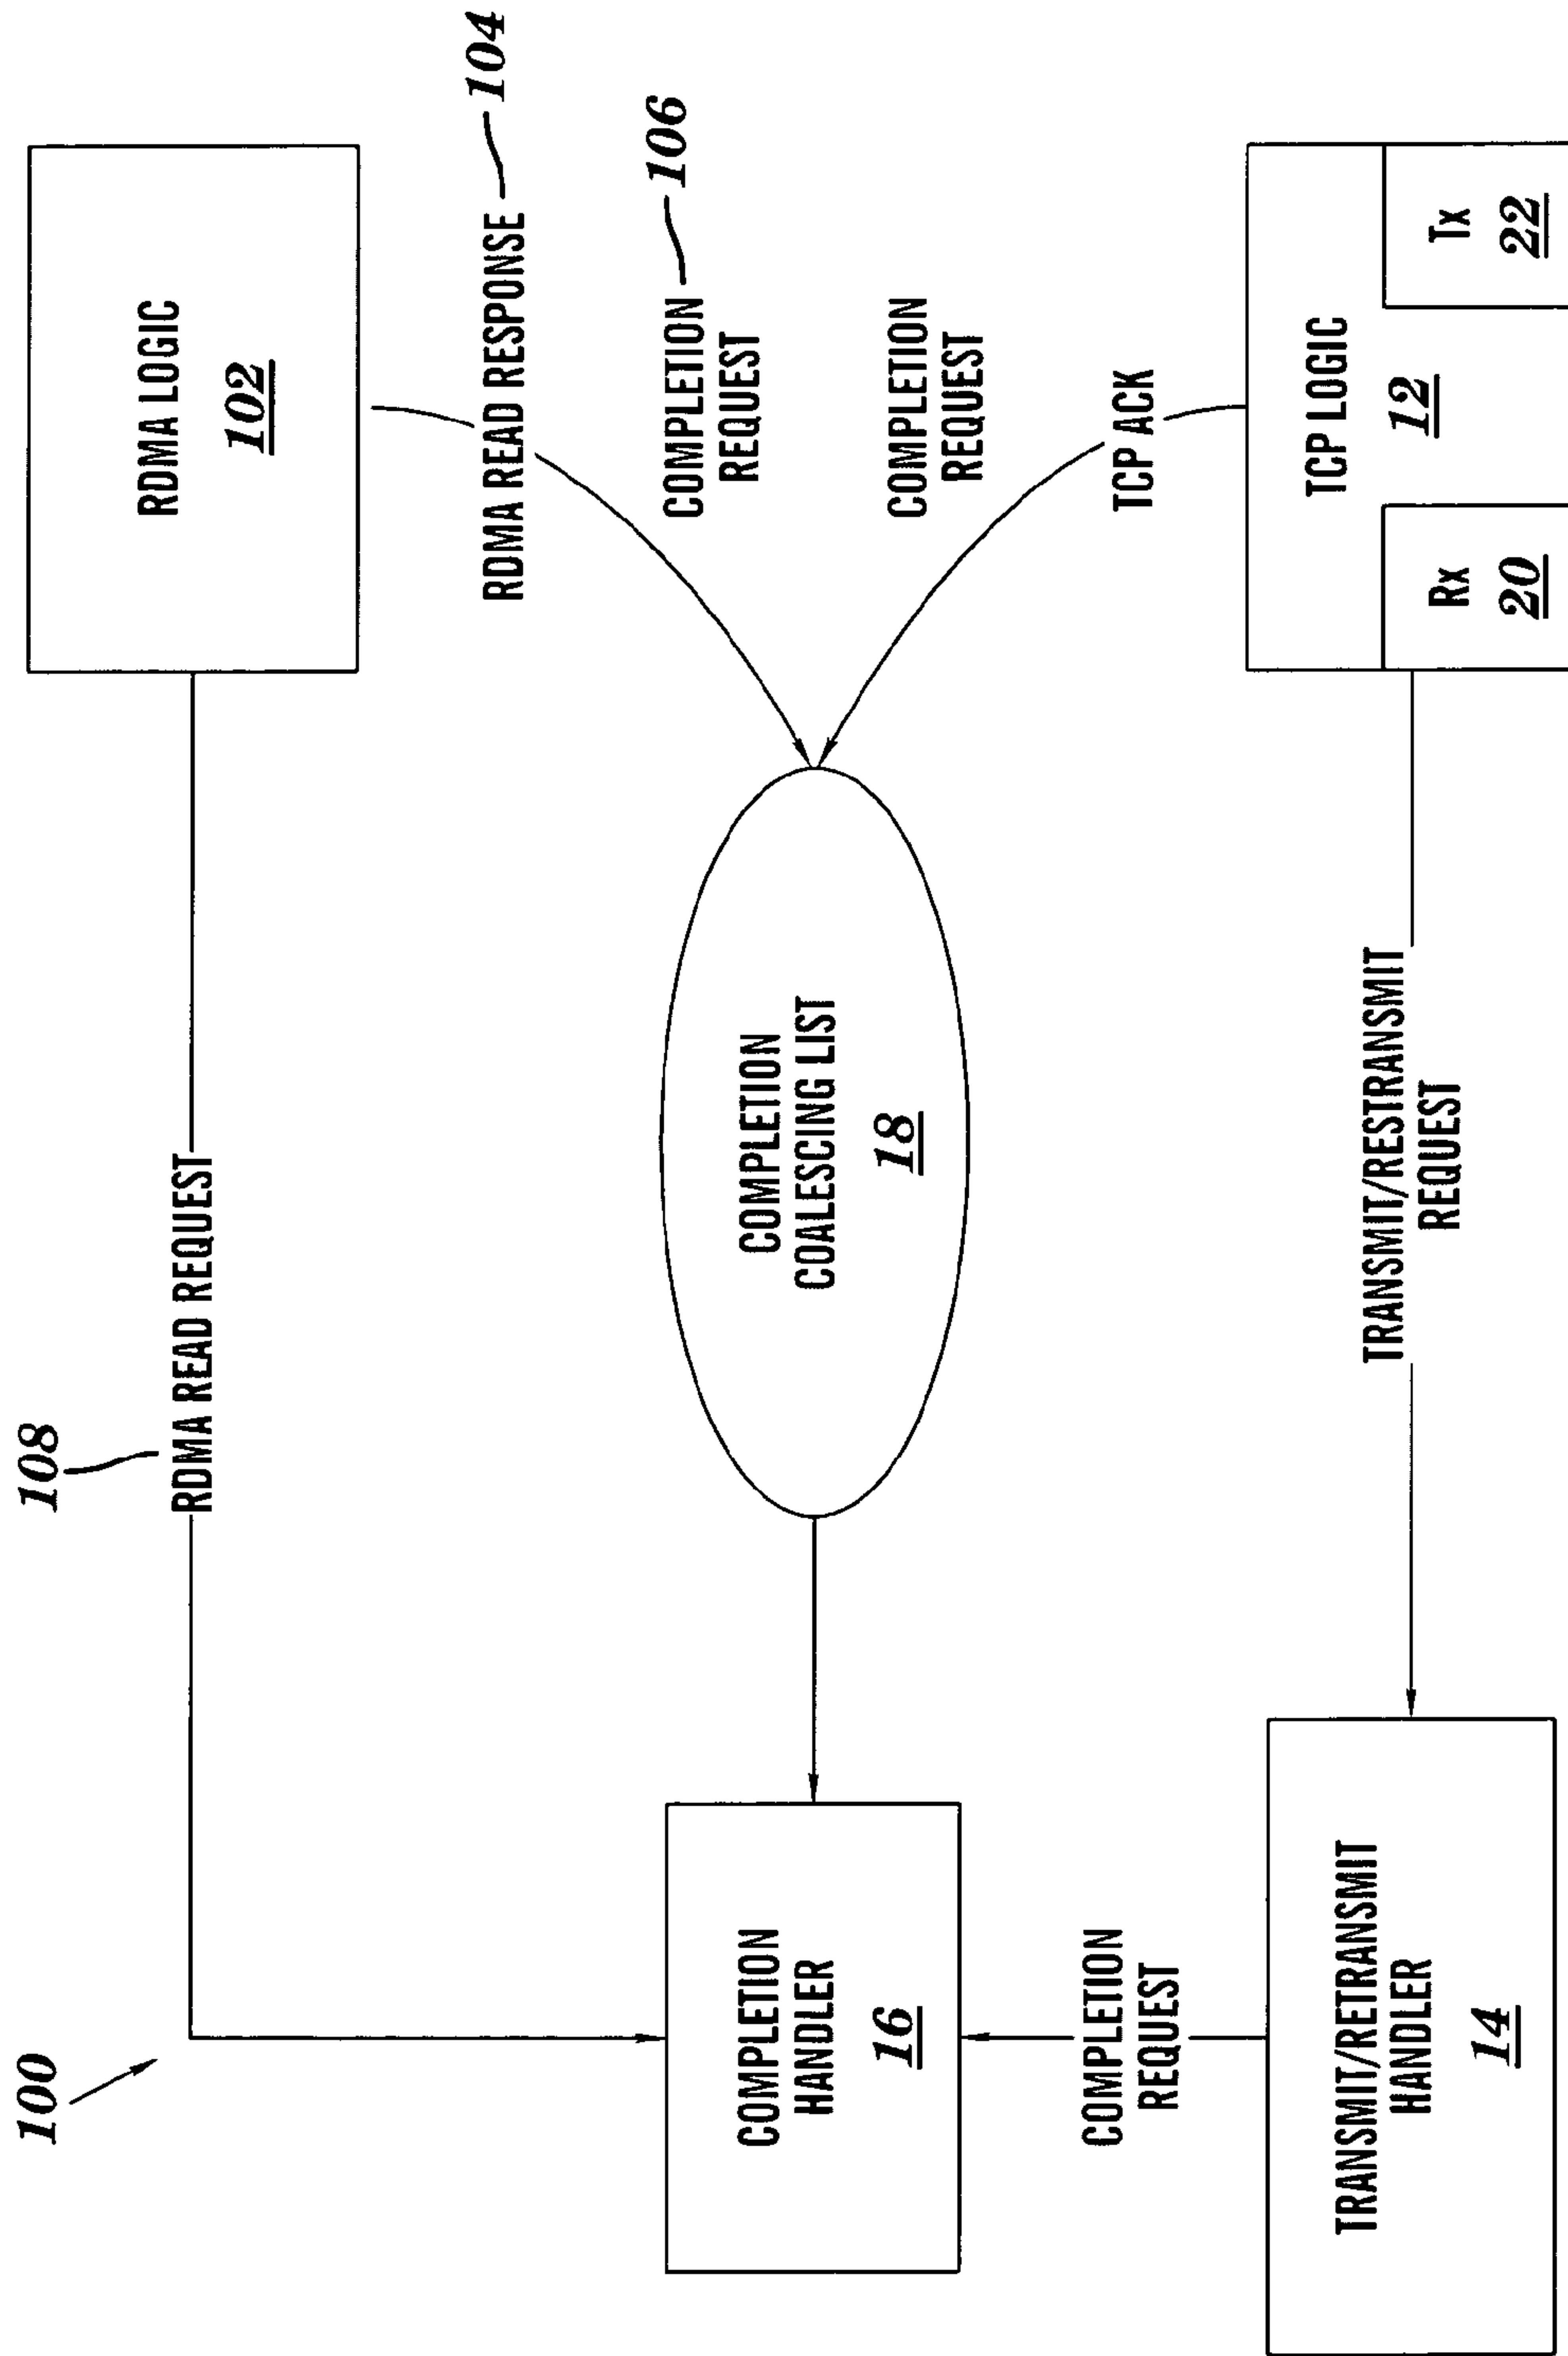 100
108
RDMA READ REQUEST
RDMA LOGIC
102
RDMA READ RESPONSE
104
COMPLETION
REQUEST
106
COMPLETION
HANDLER
16
COMPLETION
COALESCING LIST
18
COMPLETION
REQUEST
COMPLETION
REQUEST
TCP ACK
TRANSMIT/RETRANSMIT
HANDLER
14
TRANSMIT/RESTRANSMIT
REQUEST
TCP LOGIC
12
Rx
20
Tx
22